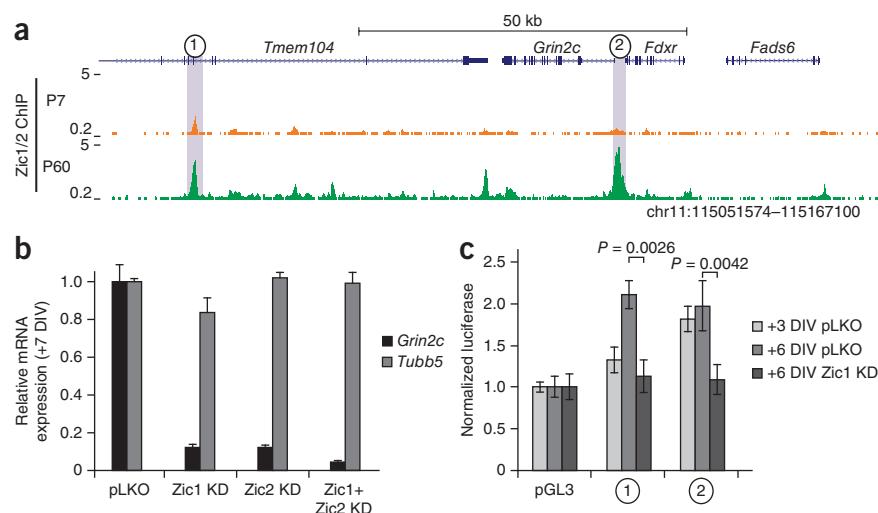 a
50 kb
1
Tmem104
Grin2c
2
Fdxr
Fads6
Zic1/2 ChIP
P7
5
0.2
P60
5
0.2
chr11:115051574–115167100
b
Relative mRNA
expression (+7 DIV)
1.0
0.8
0.6
0.4
0.2
0
Grin2c
Tubb5
pLKO
Zic1 KD
Zic2 KD
Zic1+
Zic2 KD
c
Normalized luciferase
2.5
2.0
1.5
1.0
0.5
0
P = 0.0026
P = 0.0042
+3 DIV pLKO
+6 DIV pLKO
+6 DIV Zic1 KD
pGL3
1
2